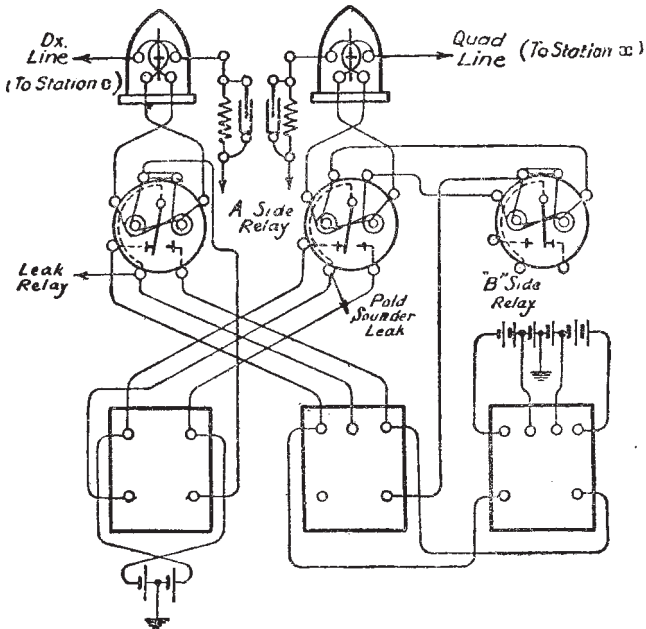 Dx.
Line
(To Station C)
Quad
Line
(To Station X)
A Side
Relay
Leak
Relay
Pold
Sounder
Leak
"B" Side
Relay